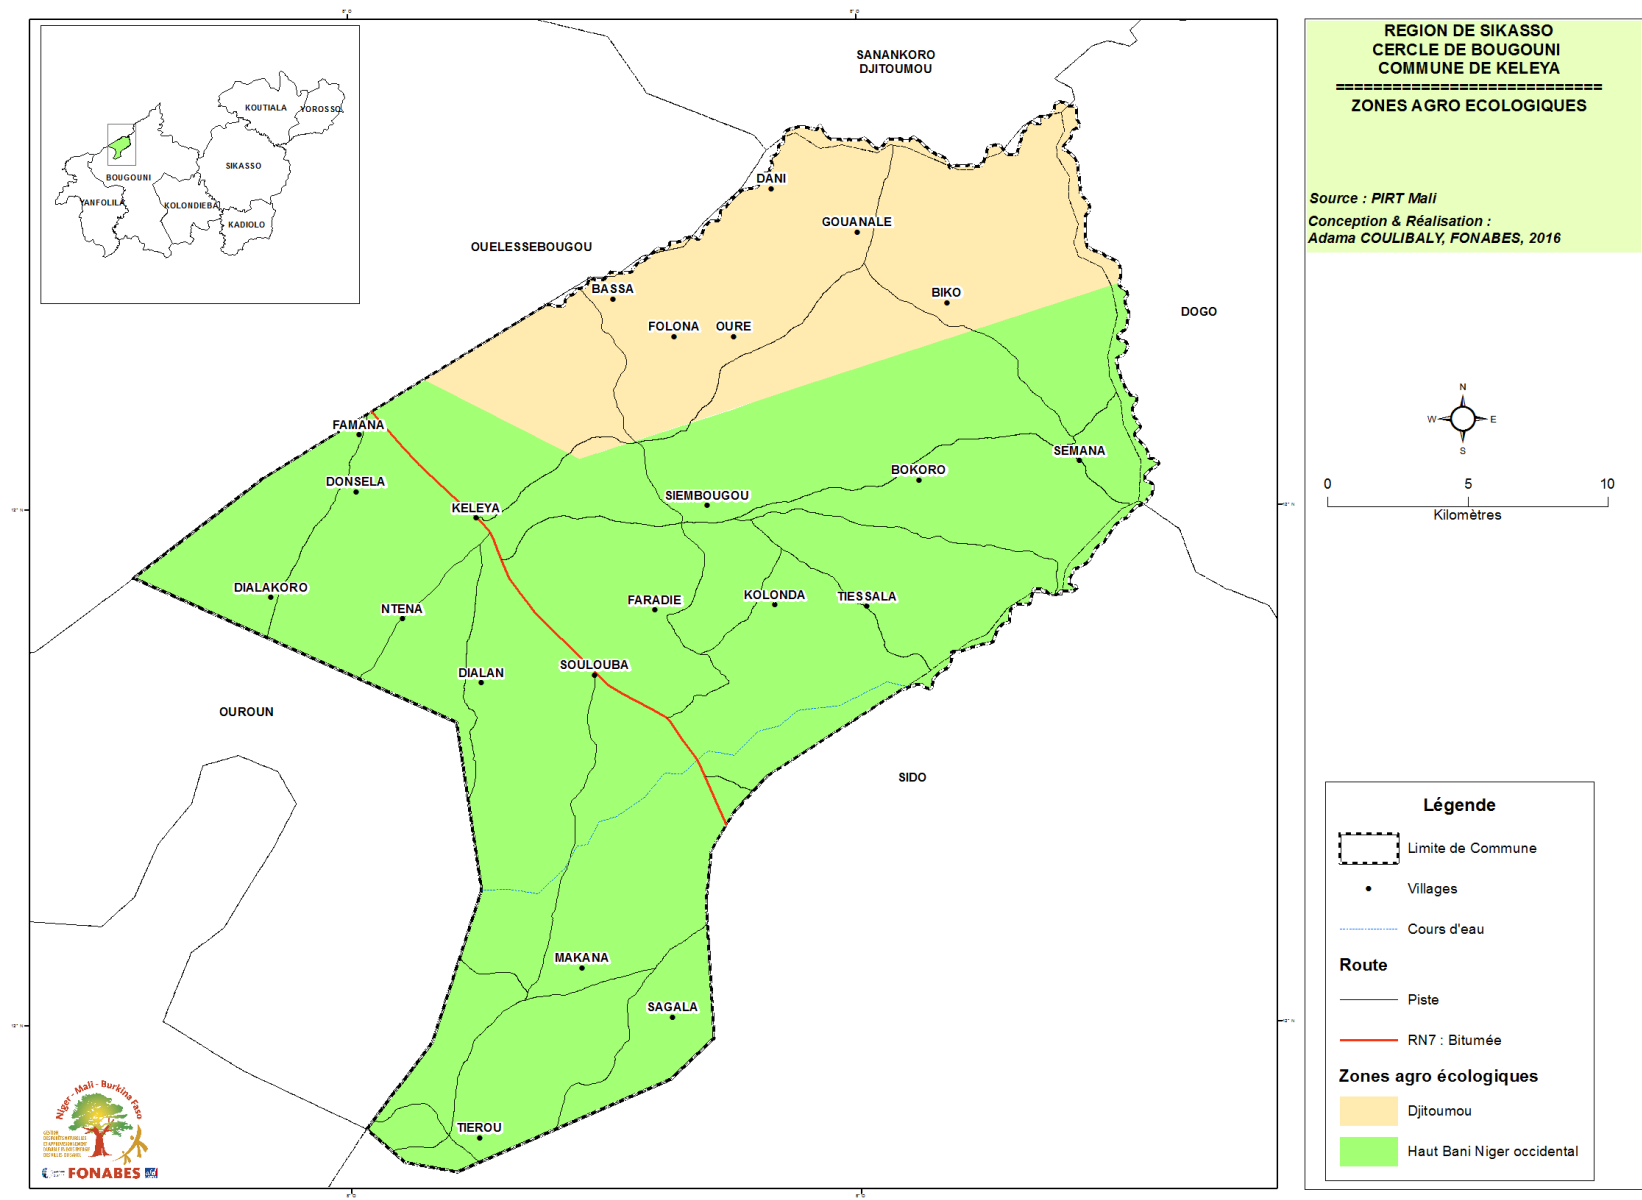 REGION DE SIKASSO
CERCLE DE BOUGOUNI
COMMUNE DE KELEYA
===========================
ZONES AGRO ECOLOGIQUES
Source : PIRT Mali
Conception & Réalisation :
Adama COULIBALY, FONABES, 2016
KOUTIALA
YOROSSO
SIKASSO
BOUGOUNI
YANFOLILA
KOLONDIEBA
KADIOLO
SANANKORO
DJITOUMOU
OUELESSEBOUGOU
DOGO
OUROUN
SIDO
DANI
GOUANALE
BASSA
BIKO
FOLONA
OURE
FAMANA
DONSELA
KELEYA
SIEMBOUGOU
BOKORO
SEMANA
DIALAKORO
NTENA
FARADIE
KOLONDA
TIESSALA
DIALAN
SOULOUBA
MAKANA
SAGALA
TIEROU
N
W
E
S
0
5
10
Kilomètres
Légende
Limite de Commune
Villages
Cours d'eau
Route
Piste
RN7 : Bitumée
Zones agro écologiques
Djitoumou
Haut Bani Niger occidental
Niger - Mali - Burkina Faso
FONABES